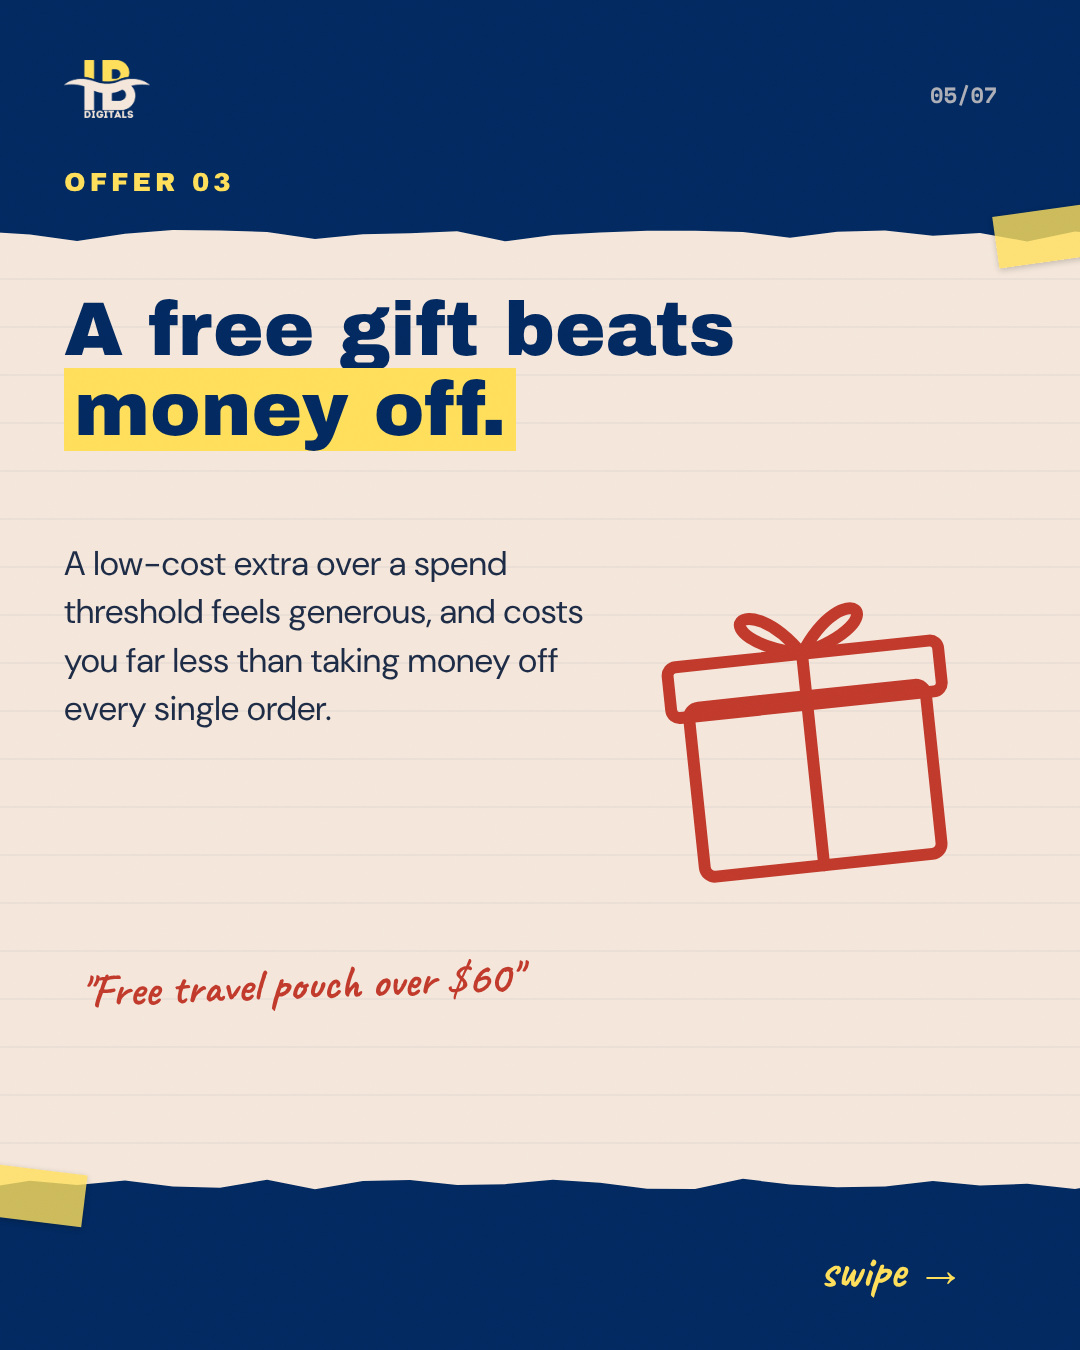 HB
DIGITALS
05/07
OFFER 03
A free gift beats
money off.
A low-cost extra over a spend
threshold feels generous, and costs
you far less than taking money off
every single order.
"Free travel pouch over $60"
swipe →